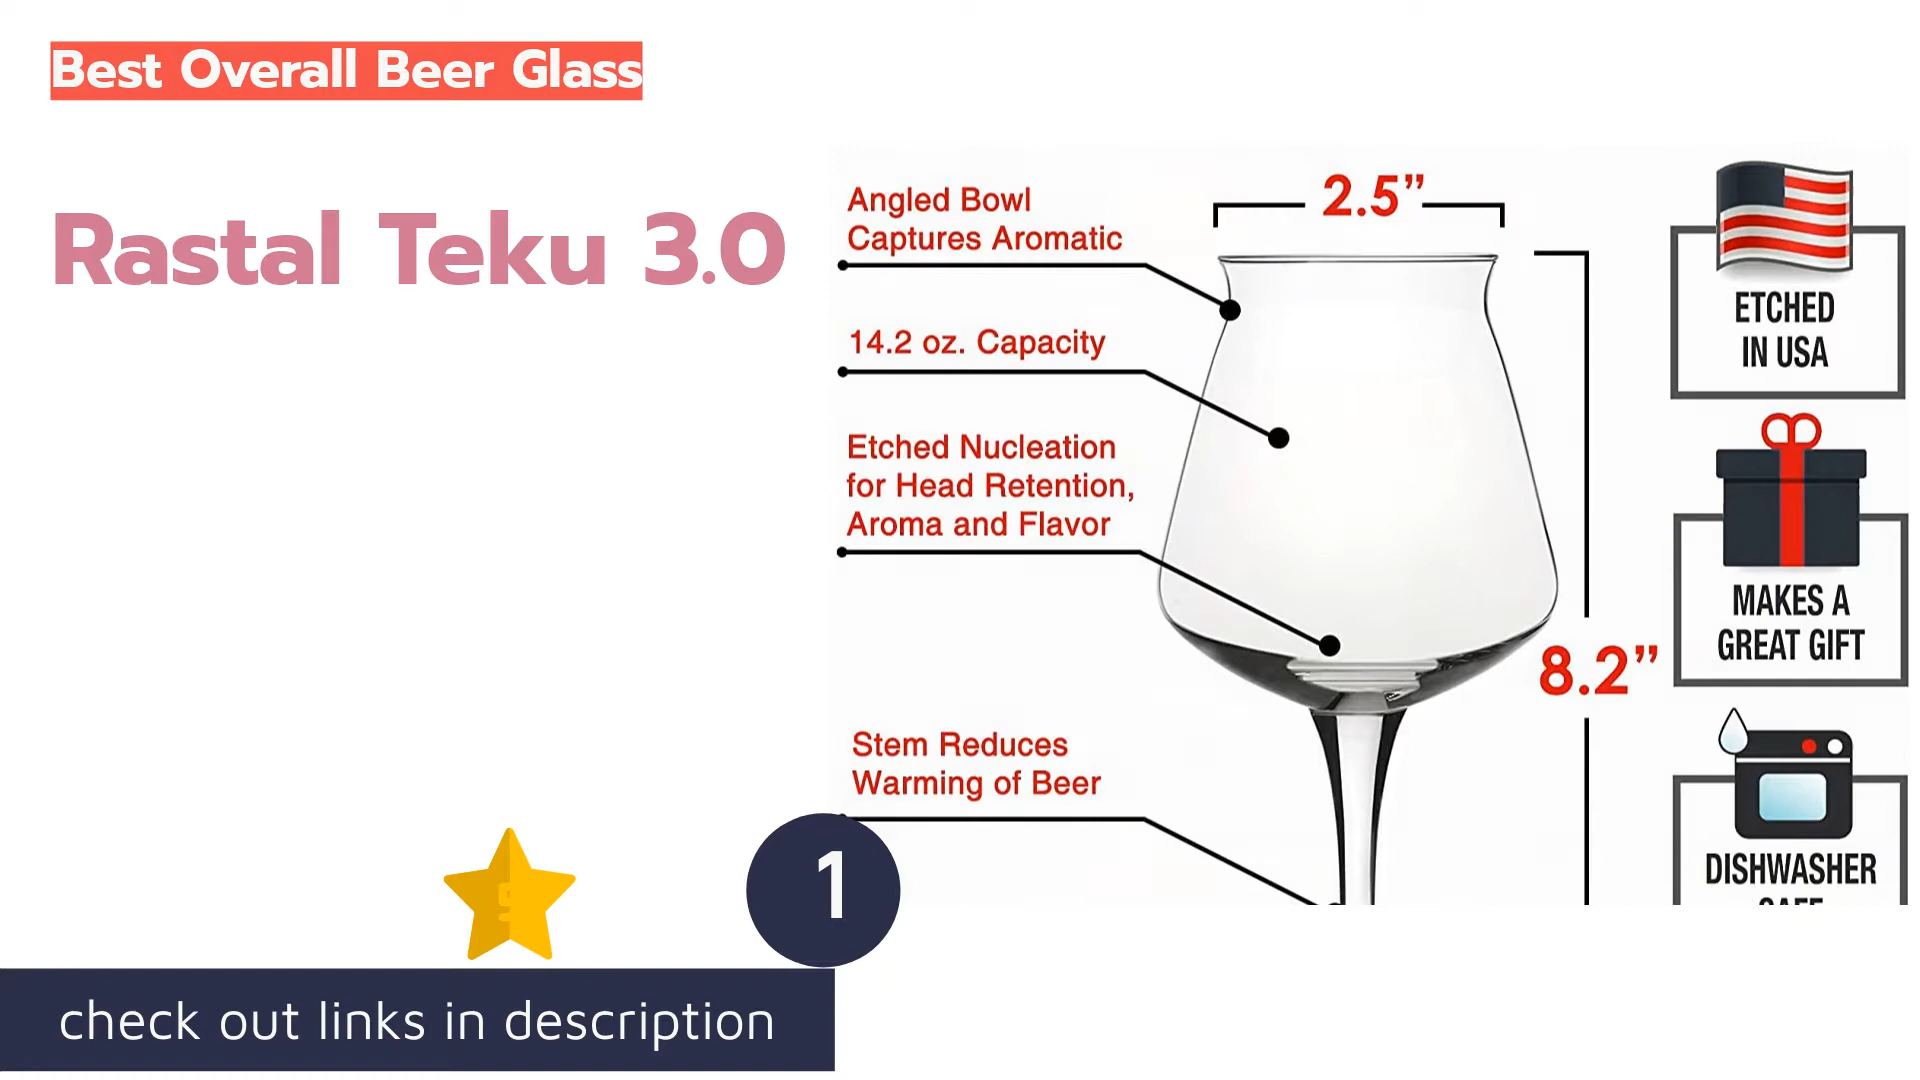 Best Overall Beer Glass
Rastal Teku 3.0
Angled Bowl
Captures Aromatic
14.2 oz. Capacity
Etched Nucleation
for Head Retention,
Aroma and Flavor
Stem Reduces
Warming of Beer
2.5”
8.2”
ETCHED
IN USA
MAKES A
GREAT GIFT
DISHWASHER
SAFE
1
check out links in description